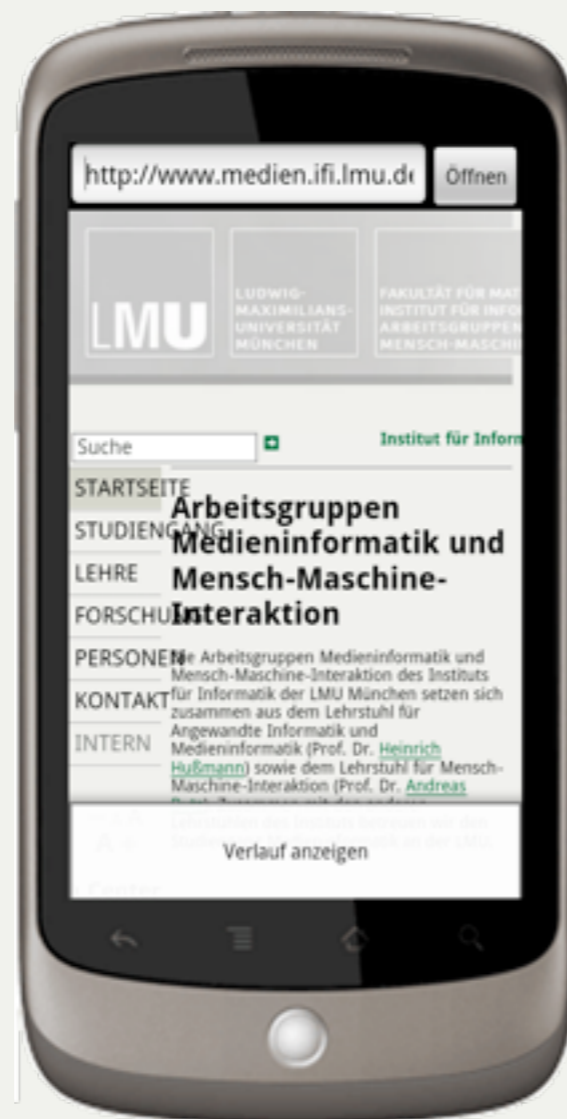 http://www.medien.ifi.lmu.de
Öffnen
LMU
LUDWIG-
MAXIMILIANS-
UNIVERSITÄT
MÜNCHEN
FAKULTÄT FÜR MAT
INSTITUT FÜR INFO
ARBEITSGRUPPEN
MENSCH-MASCHI
Suche
Institut für Inform
STARTSEITE
STUDIENGANG
LEHRE
FORSCHUNG
PERSONEN
KONTAKT
INTERN
Arbeitsgruppen
Medieninformatik und
Mensch-Maschine-
Interaktion
Die Arbeitsgruppen Medieninformatik und
Mensch-Maschine-Interaktion des Instituts
für Informatik der LMU München setzen sich
zusammen aus dem Lehrstuhl für
Angewandte Informatik und
Medieninformatik (Prof. Dr. Heinrich
Hußmann) sowie dem Lehrstuhl für Mensch-
Maschine-Interaktion (Prof. Dr. Andreas
Verlauf anzeigen
Center